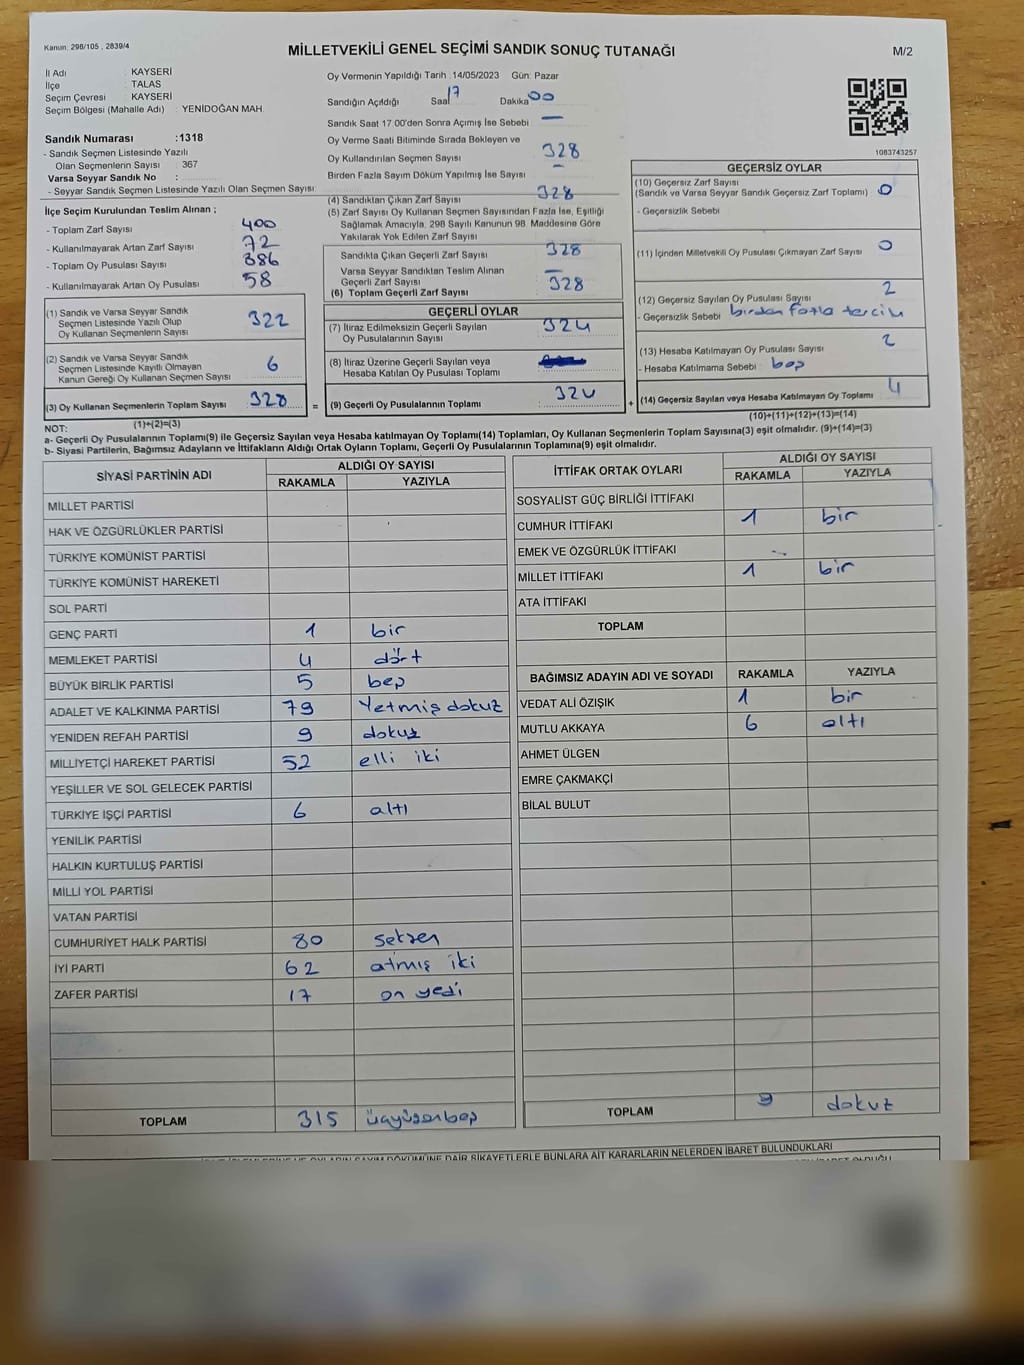 Kanun: 298/105 , 2839/4
MİLLETVEKİLİ GENEL SEÇİMİ SANDIK SONUÇ TUTANAĞI
M/2
İl Adı : KAYSERİ
İlçe : TALAS
Seçim Çevresi : KAYSERİ
Seçim Bölgesi (Mahalle Adı) : YENİDOĞAN MAH.
Sandık Numarası :1318
- Sandık Seçmen Listesinde Yazılı
Olan Seçmenlerin Sayısı : 367
Varsa Seyyar Sandık No :
- Seyyar Sandık Seçmen Listesinde Yazılı Olan Seçmen Sayısı:
Oy Vermenin Yapıldığı Tarih :14/05/2023 Gün: Pazar
Sandığın Açıldığı Saat 17 Dakika 00
Sandık Saat 17.00'den Sonra Açımış İse Sebebi —
Oy Verme Saati Bitiminde Sırada Bekleyen ve
Oy Kullandırılan Seçmen Sayısı 328
Birden Fazla Sayım Döküm Yapılmış İse Sayısı —
1083743257
İlçe Seçim Kurulundan Teslim Alınan ;
- Toplam Zarf Sayısı 400
- Kullanılmayarak Artan Zarf Sayısı 72
- Toplam Oy Pusulası Sayısı 386
- Kullanılmayarak Artan Oy Pusulası 58
(1) Sandık ve Varsa Seyyar Sandık
Seçmen Listesinde Yazılı Olup
Oy Kullanan Seçmenlerin Sayısı 322
(2) Sandık ve Varsa Seyyar Sandık
Seçmen Listesinde Kayıtlı Olmayan
Kanun Gereği Oy Kullanan Seçmen Sayısı 6
(3) Oy Kullanan Seçmenlerin Toplam Sayısı 328
(1)+(2)=(3)
(4) Sandıktan Çıkan Zarf Sayısı 328
(5) Zarf Sayısı Oy Kullanan Seçmen Sayısından Fazla İse, Eşitliği
Sağlamak Amacıyla, 298 Sayılı Kanunun 98. Maddesine Göre
Yakılarak Yok Edilen Zarf Sayısı
Sandıkta Çıkan Geçerli Zarf Sayısı 328
Varsa Seyyar Sandıktan Teslim Alınan
Geçerli Zarf Sayısı —
(6) Toplam Geçerli Zarf Sayısı 328
GEÇERLİ OYLAR
(7) İtiraz Edilmeksizin Geçerli Sayılan
Oy Pusulalarının Sayısı 324
(8) İtiraz Üzerine Geçerli Sayılan veya
Hesaba Katılan Oy Pusulası Toplamı
= (9) Geçerli Oy Pusulalarının Toplamı 324 +
GEÇERSİZ OYLAR
(10) Geçersiz Zarf Sayısı
(Sandık ve Varsa Seyyar Sandık Geçersiz Zarf Toplamı) 0
- Geçersizlik Sebebi
(11) İçinden Milletvekili Oy Pusulası Çıkmayan Zarf Sayısı 0
(12) Geçersiz Sayılan Oy Pusulası Sayısı 2
- Geçersizlik Sebebi birden fazla tercih
(13) Hesaba Katılmayan Oy Pusulası Sayısı 2
- Hesaba Katılmama Sebebi : boş
(14) Geçersiz Sayılan veya Hesaba Katılmayan Oy Toplamı 4
(10)+(11)+(12)+(13)=(14)
NOT:
a- Geçerli Oy Pusulalarının Toplamı(9) ile Geçersiz Sayılan veya Hesaba Katılmayan Oy Toplamı(14) Toplamları, Oy Kullanan Seçmenlerin Toplam Sayısına(3) eşit olmalıdır. (9)+(14)=(3)
b- Siyasi Partilerin, Bağımsız Adayların ve İttifakların Aldığı Ortak Oyların Toplamı, Geçerli Oy Pusulalarının Toplamına(9) eşit olmalıdır.
SİYASİ PARTİNİN ADI
ALDIĞI OY SAYISI
RAKAMLA YAZIYLA
MİLLET PARTİSİ
HAK VE ÖZGÜRLÜKLER PARTİSİ
TÜRKİYE KOMÜNİST PARTİSİ
TÜRKİYE KOMÜNİST HAREKETİ
SOL PARTİ
GENÇ PARTİ 1 bir
MEMLEKET PARTİSİ 4 dört
BÜYÜK BİRLİK PARTİSİ 5 beş
ADALET VE KALKINMA PARTİSİ 79 Yetmiş dokuz
YENİDEN REFAH PARTİSİ 9 dokuz
MİLLİYETÇİ HAREKET PARTİSİ 52 elli iki
YEŞİLLER VE SOL GELECEK PARTİSİ
TÜRKİYE İŞÇİ PARTİSİ 6 altı
YENİLİK PARTİSİ
HALKIN KURTULUŞ PARTİSİ
MİLLİ YOL PARTİSİ
VATAN PARTİSİ
CUMHURİYET HALK PARTİSİ 80 seksen
İYİ PARTİ 62 atmış iki
ZAFER PARTİSİ 17 on yedi
TOPLAM 315 üçyüzonbeş
İTTİFAK ORTAK OYLARI
ALDIĞI OY SAYISI
RAKAMLA YAZIYLA
SOSYALİST GÜÇ BİRLİĞİ İTTİFAKI
CUMHUR İTTİFAKI 1 bir
EMEK VE ÖZGÜRLÜK İTTİFAKI
MİLLET İTTİFAKI 1 bir
ATA İTTİFAKI
TOPLAM
BAĞIMSIZ ADAYIN ADI VE SOYADI RAKAMLA YAZIYLA
VEDAT ALİ ÖZIŞIK 1 bir
MUTLU AKKAYA 6 altı
AHMET ÜLGEN
EMRE ÇAKMAKÇİ
BİLAL BULUT
TOPLAM 9 dokuz
OYLARIN SAYIM DÖKÜMÜNE DAİR ŞİKAYETLERLE BUNLARA AİT KARARLARIN NELERDEN İBARET BULUNDUKLARI